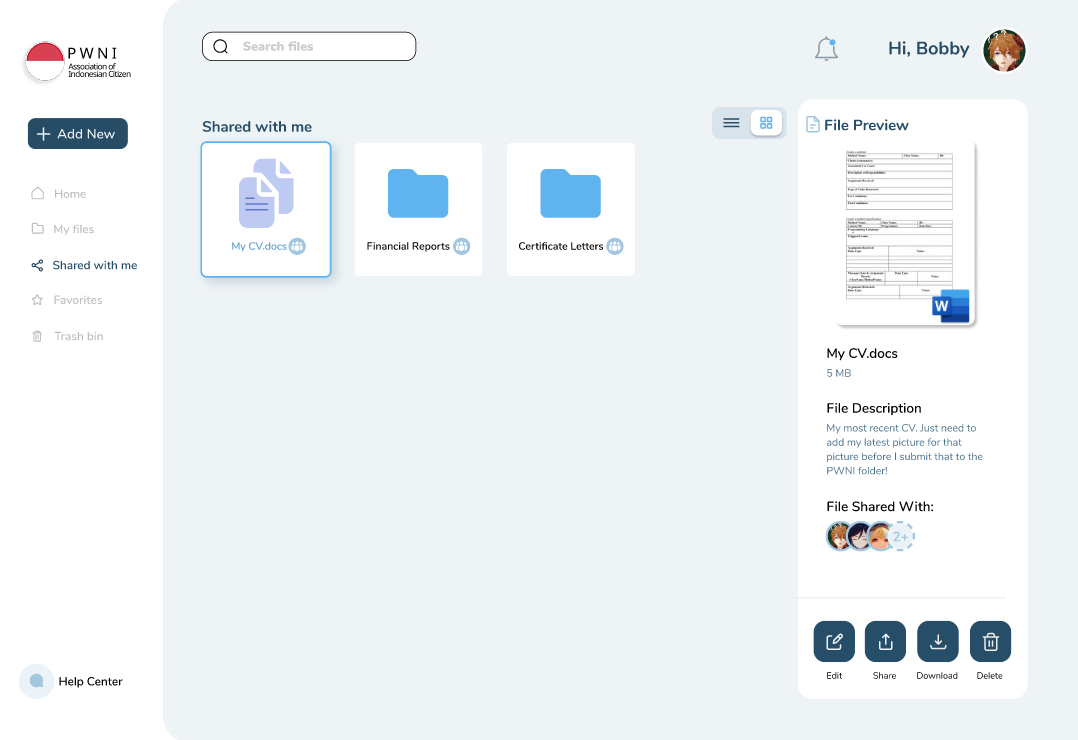 PWNI
Association of
Indonesian Citizen
Search files
Hi, Bobby
Add New
Home
My files
Shared with me
Favorites
Trash bin
Help Center
Shared with me
My CV.docs
Financial Reports
Certificate Letters
File Preview
W
My CV.docs
5 MB
File Description
My most recent CV. Just need to
add my latest picture for that
picture before I submit that to the
PWNI folder!
File Shared With:
2+
Edit
Share
Download
Delete